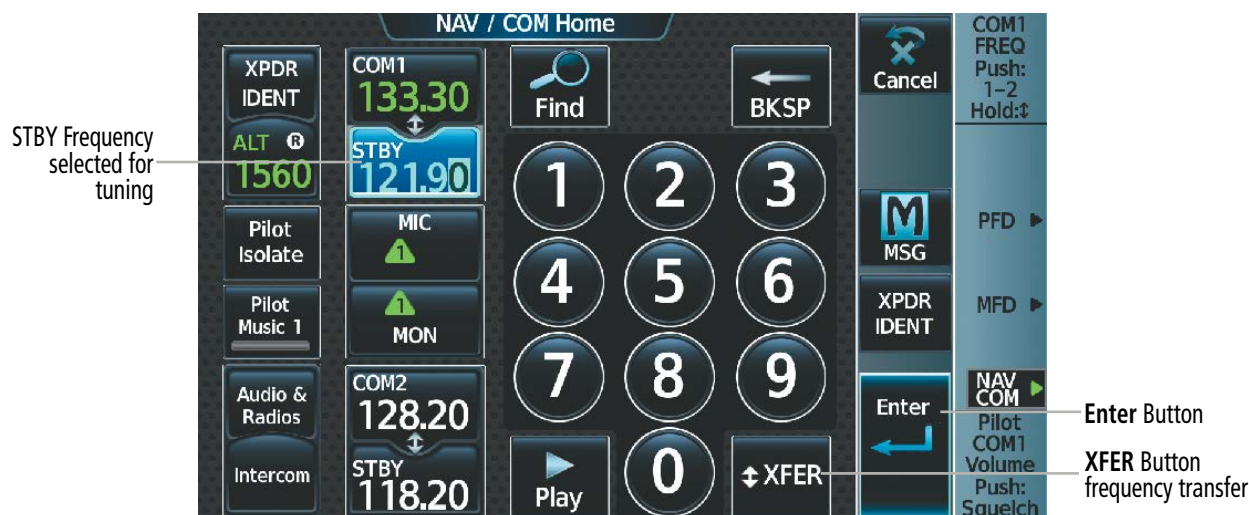 NAV / COM Home
STBY Frequency
selected for
tuning
XPDR
IDENT
ALT R
1560
Pilot
Isolate
Pilot
Music 1
Audio &
Radios
Intercom
COM1
133.30
STBY
121.90
MIC
1
1
MON
COM2
128.20
STBY
118.20
Find
BKSP
1 2 3
4 5 6
7 8 9
Play
0
XFER
Cancel
M
MSG
XPDR
IDENT
Enter
COM1
FREQ
Push:
1–2
Hold:↕
PFD
MFD
NAV
COM
Pilot
COM1
Volume
Push:
Squelch
Enter Button
XFER Button
frequency transfer